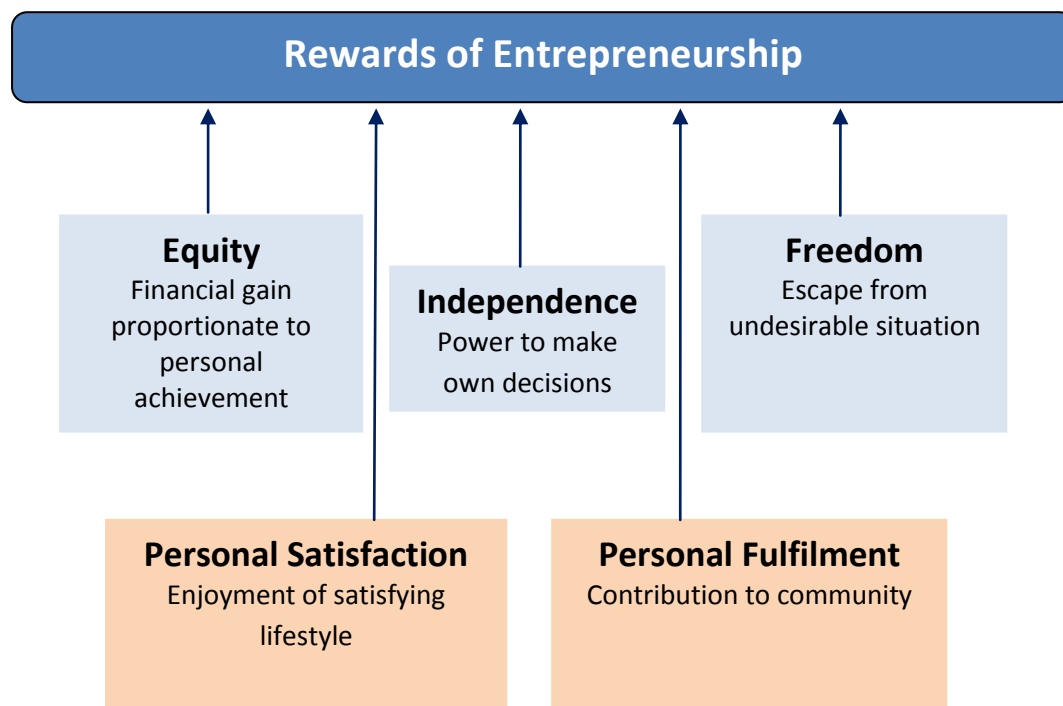 Rewards of Entrepreneurship
Equity
Financial gain
proportionate to
personal
achievement
Independence
Power to make
own decisions
Freedom
Escape from
undesirable situation
Personal Satisfaction
Enjoyment of satisfying
lifestyle
Personal Fulfilment
Contribution to community